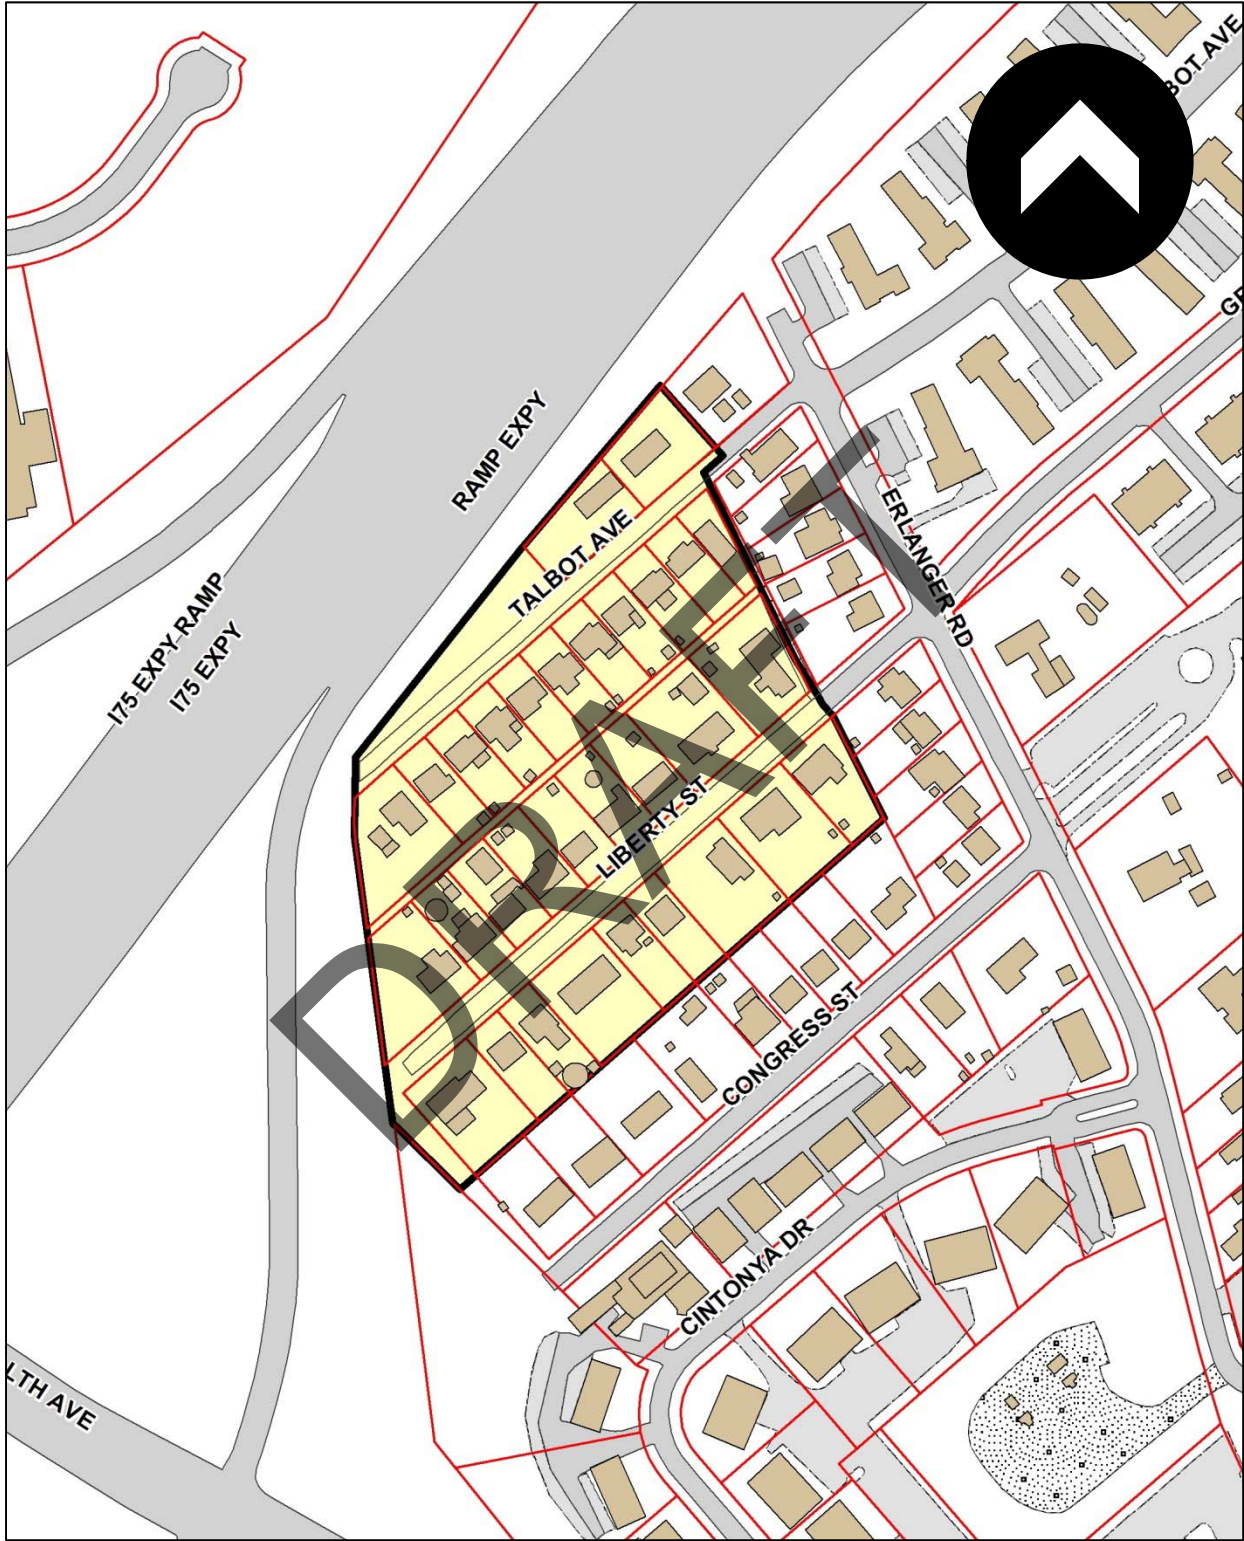 BOT AVE
GR
RAMP EXPY
TALBOT AVE
ERLANGER RD
I75 EXPY RAMP
I75 EXPY
LIBERTY ST
DRAFT
CONGRESS ST
CINTONYA DR
LTH AVE